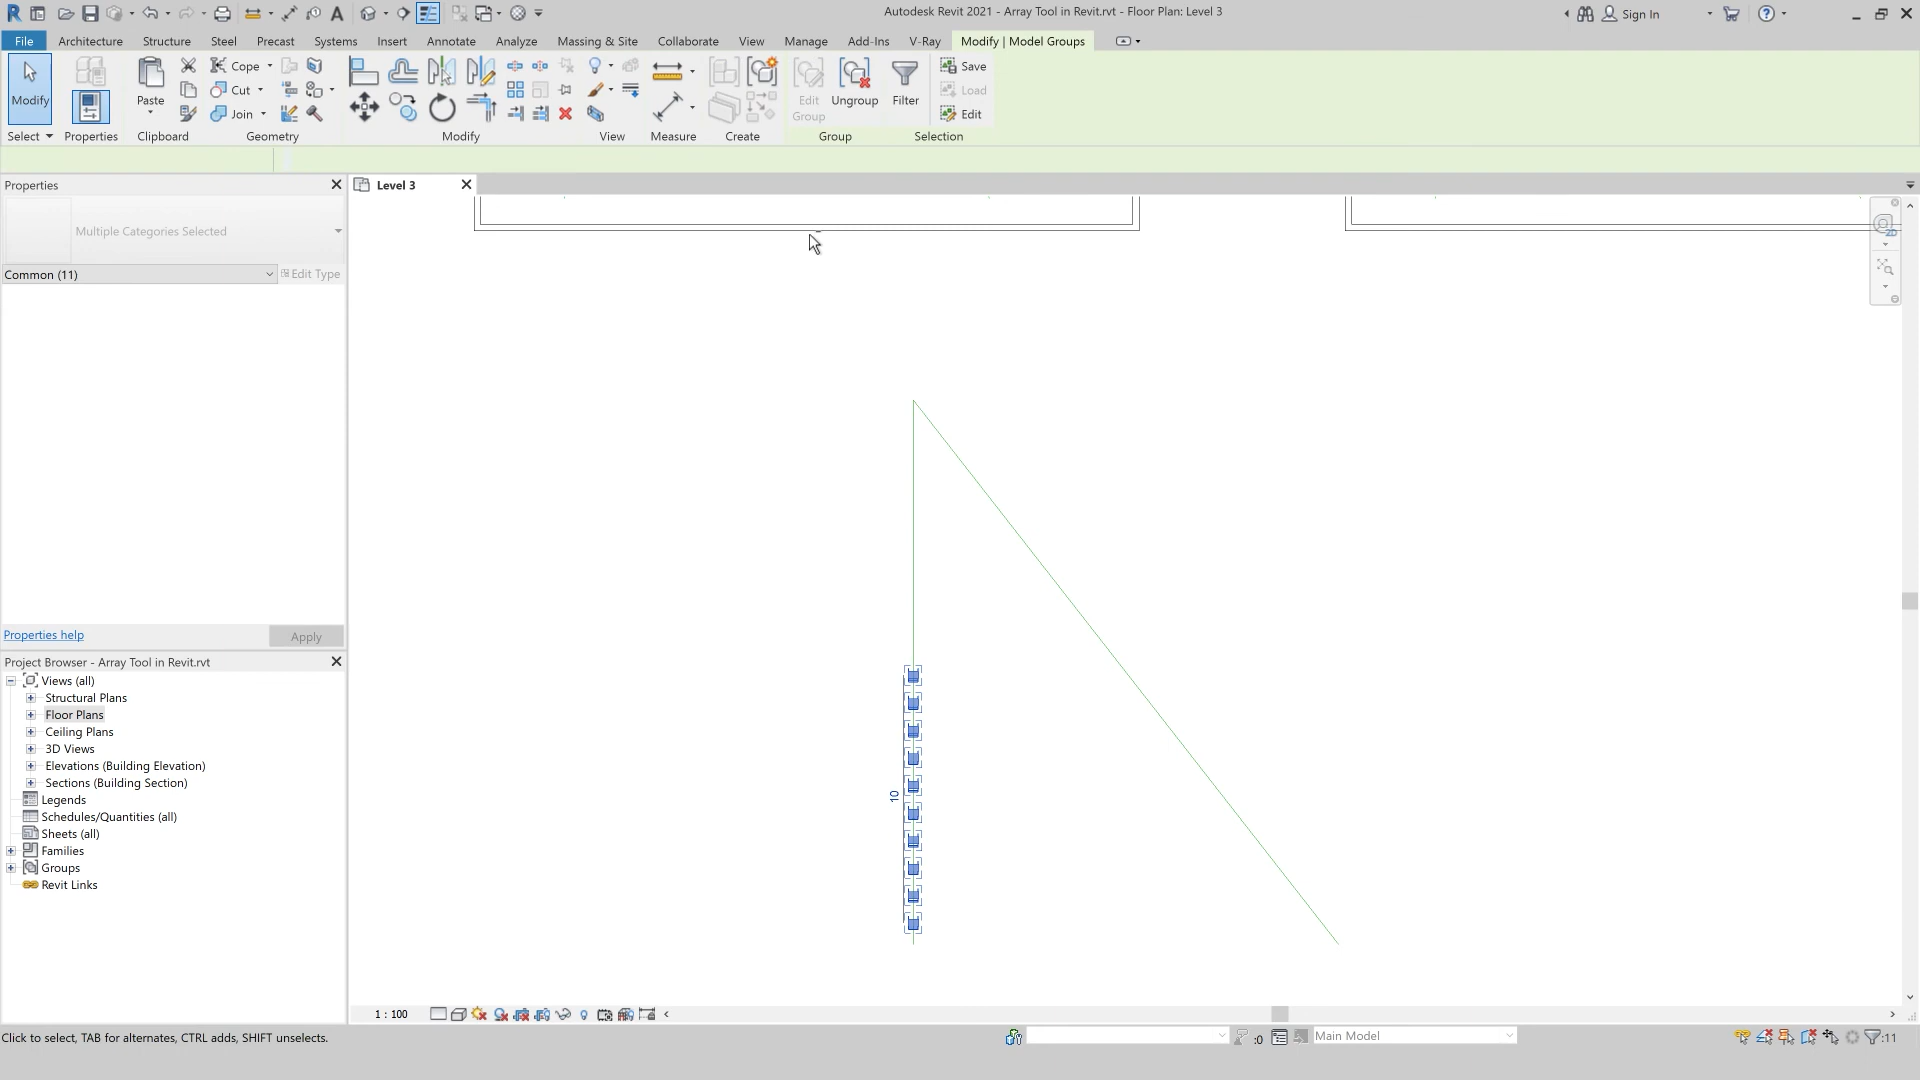 Autodesk Revit 2021 - Array Tool in Revit.rvt - Floor Plan: Level 3
Sign In
File Architecture Structure Steel Precast Systems Insert Annotate Analyze Massing & Site Collaborate View Manage Add-Ins V-Ray Modify | Model Groups
Cope
Save
Cut
Load
Modify
Paste
Edit
Group
Ungroup
Filter
Join
Edit
Select Properties Clipboard Geometry Modify View Measure Create Group Selection
Properties
Level 3
Multiple Categories Selected
2D
Common (11)
Edit Type
Properties help
Apply
Project Browser - Array Tool in Revit.rvt
Views (all)
Structural Plans
Floor Plans
Ceiling Plans
3D Views
Elevations (Building Elevation)
Sections (Building Section)
Legends
Schedules/Quantities (all)
Sheets (all)
Families
Groups
Revit Links
10
1 : 100
Click to select, TAB for alternates, CTRL adds, SHIFT unselects.
:0
Main Model
:11